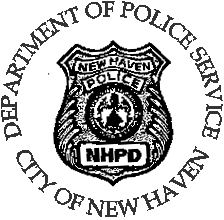 DEPARTMENT OF POLICE SERVICE
NEW HAVEN
POLICE
NHPD
CITY OF NEW HAVEN